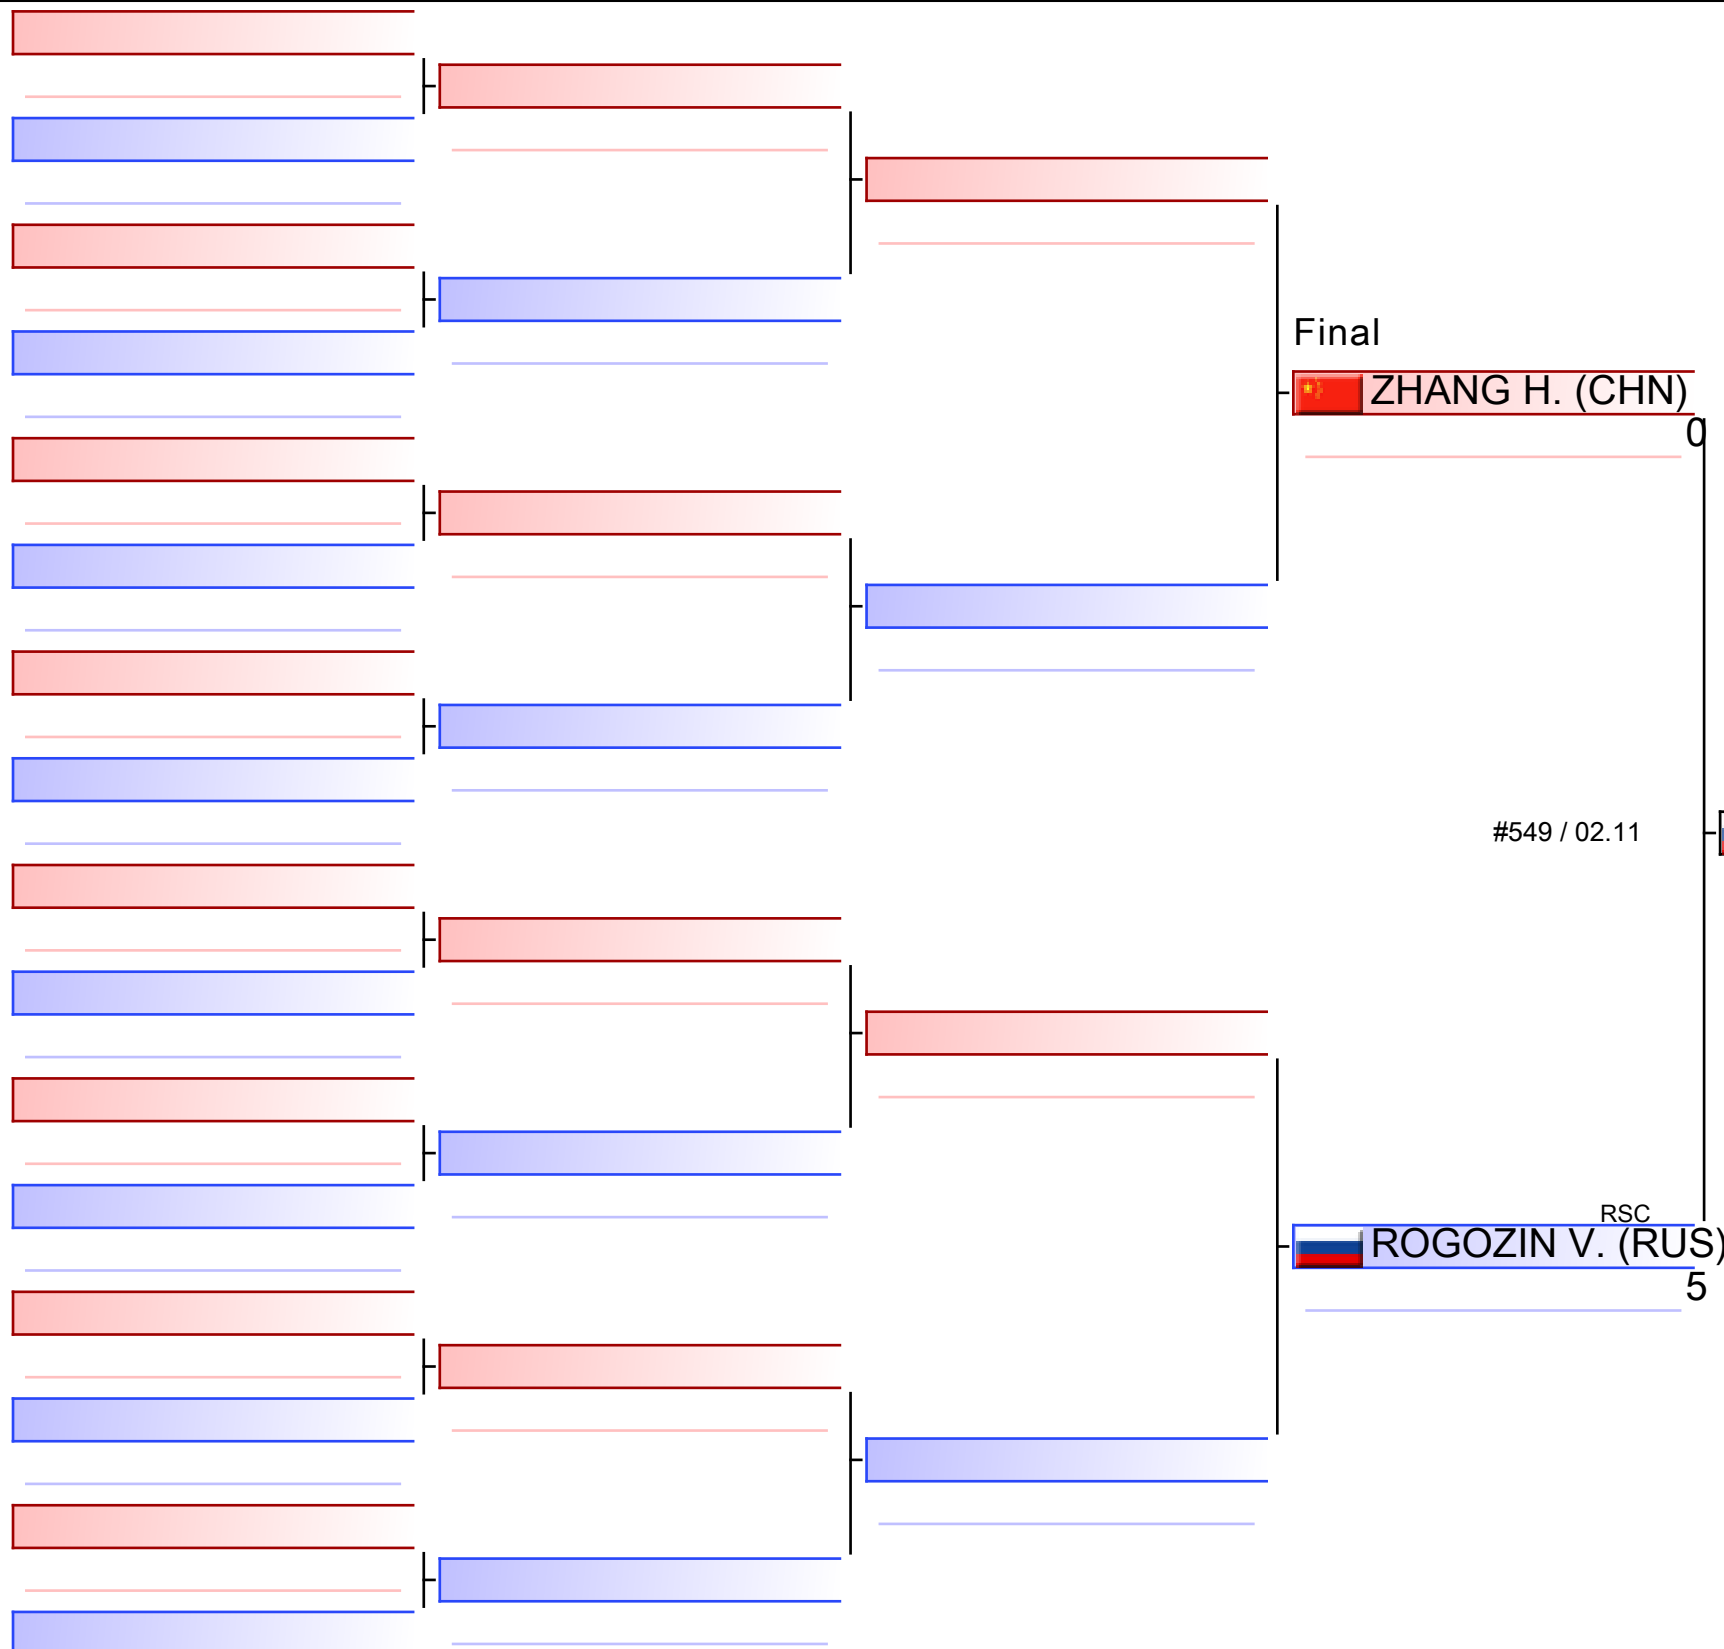 Final
ZHANG H. (CHN)
0
#549 / 02.11
RSC
ROGOZIN V. (RUS)
5